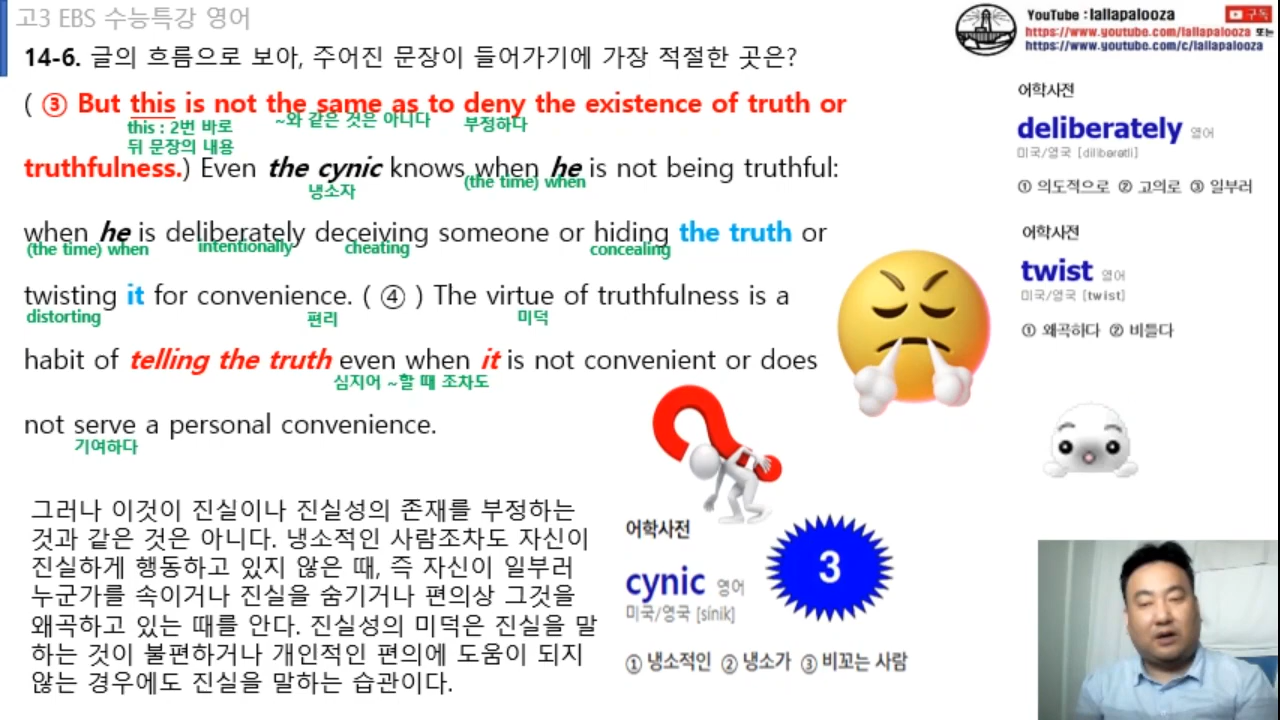 고3 EBS 수능특강 영어
YouTube : lallapalooza
구독
https://www.youtube.com/lallapalooza 또는
https://www.youtube.com/c/lallapalooza
14-6. 글의 흐름으로 보아, 주어진 문장이 들어가기에 가장 적절한 곳은?
( ③ But this is not the same as to deny the existence of truth or
this : 2번 바로
뒤 문장의 내용
~와 같은 것은 아니다
부정하다
truthfulness.) Even the cynic knows when he is not being truthful:
냉소자
(the time) when
when he is deliberately deceiving someone or hiding the truth or
(the time) when
intentionally
cheating
concealing
twisting it for convenience. ( ④ ) The virtue of truthfulness is a
distorting
편리
미덕
habit of telling the truth even when it is not convenient or does
심지어 ~할 때 조차도
not serve a personal convenience.
기여하다
그러나 이것이 진실이나 진실성의 존재를 부정하는
것과 같은 것은 아니다. 냉소적인 사람조차도 자신이
진실하게 행동하고 있지 않은 때, 즉 자신이 일부러
누군가를 속이거나 진실을 숨기거나 편의상 그것을
왜곡하고 있는 때를 안다. 진실성의 미덕은 진실을 말
하는 것이 불편하거나 개인적인 편의에 도움이 되지
않는 경우에도 진실을 말하는 습관이다.
어학사전
deliberately 영어
미국/영국 [dilíbərətli]
① 의도적으로 ② 고의로 ③ 일부러
어학사전
twist 영어
미국/영국 [twist]
① 왜곡하다 ② 비틀다
어학사전
cynic 영어
미국/영국 [sínik]
① 냉소적인 ② 냉소가 ③ 비꼬는 사람
3